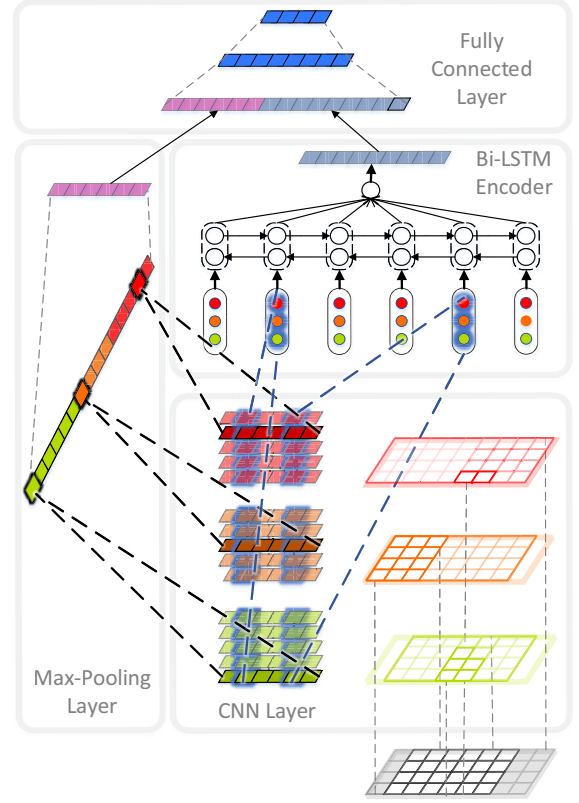 Fully
Connected
Layer
Bi-LSTM
Encoder
Max-Pooling
Layer
CNN Layer